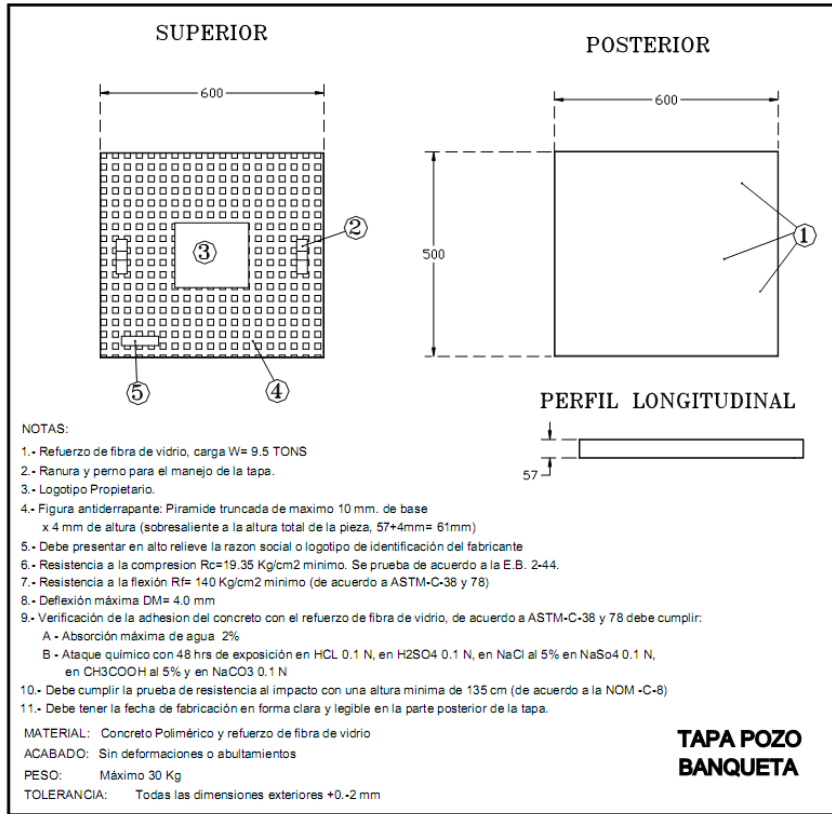 SUPERIOR
POSTERIOR
600
600
2
3
1
500
5
4
PERFIL LONGITUDINAL
57
NOTAS:
1.- Refuerzo de fibra de vidrio, carga W= 9.5 TONS
2.- Ranura y perno para el manejo de la tapa.
3.- Logotipo Propietario.
4.- Figura antiderrapante: Piramide truncada de maximo 10 mm. de base
x 4 mm de altura (sobresaliente a la altura total de la pieza, 57+4mm= 61mm)
5.- Debe presentar en alto relieve la razon social o logotipo de identificación del fabricante
6.- Resistencia a la compresion Rc=19.35 Kg/cm2 minimo. Se prueba de acuerdo a la E.B. 2-44.
7.- Resistencia a la flexión Rf= 140 Kg/cm2 minimo (de acuerdo a ASTM-C-38 y 78)
8.- Deflexión máxima DM= 4.0 mm
9.- Verificación de la adhesion del concreto con el refuerzo de fibra de vidrio, de acuerdo a ASTM-C-38 y 78 debe cumplir:
A - Absorción máxima de agua 2%
B - Ataque químico con 48 hrs de exposición en HCL 0.1 N, en H2SO4 0.1 N, en NaCl al 5% en NaSo4 0.1 N,
en CH3COOH al 5% y en NaCO3 0.1 N
10.- Debe cumplir la prueba de resistencia al impacto con una altura minima de 135 cm (de acuerdo a la NOM -C-8)
11.- Debe tener la fecha de fabricación en forma clara y legible en la parte posterior de la tapa.
MATERIAL: Concreto Polimérico y refuerzo de fibra de vidrio
ACABADO: Sin deformaciones o abultamientos
PESO: Máximo 30 Kg
TOLERANCIA: Todas las dimensiones exteriores +0.-2 mm
TAPA POZO
BANQUETA